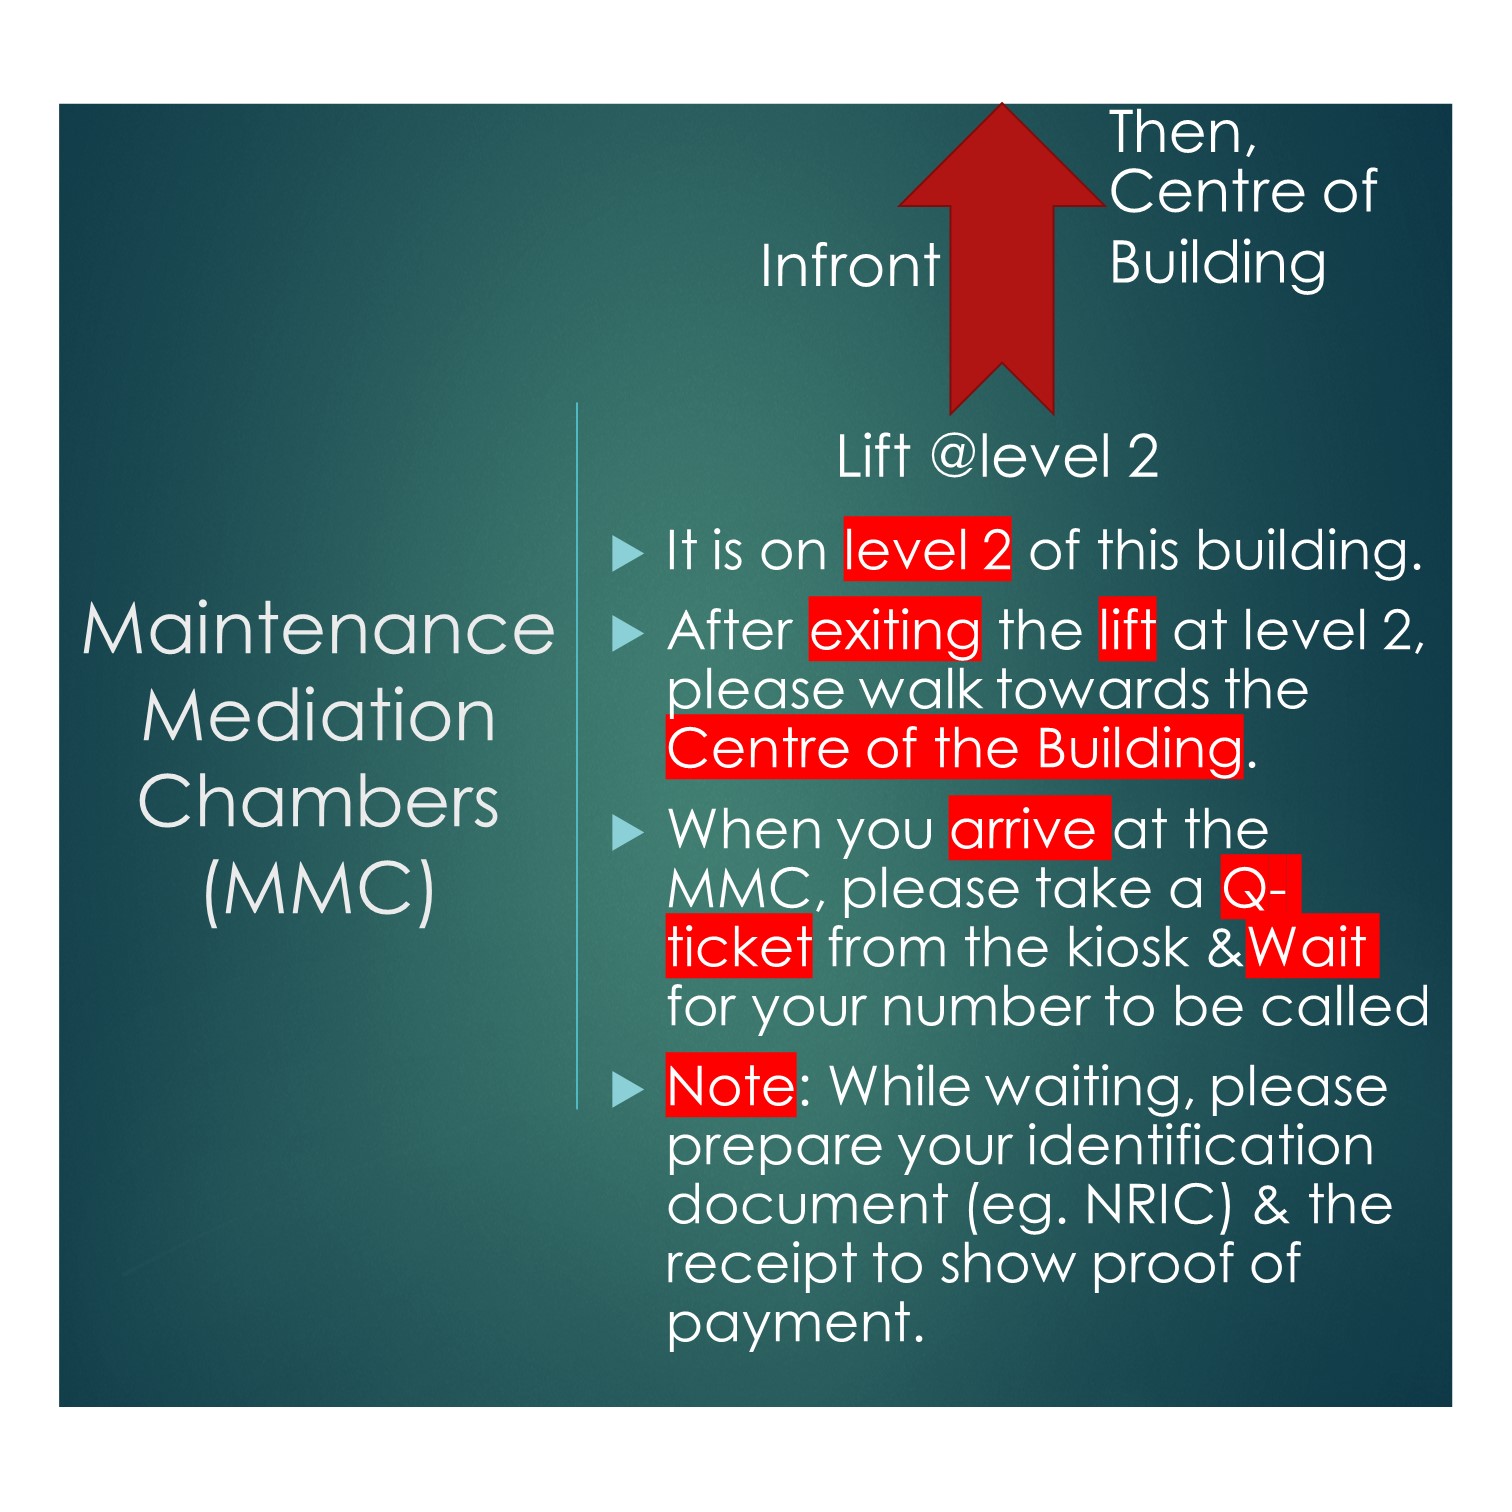 Then,
Centre of
Building
Infront
Lift @level 2
Maintenance
Mediation
Chambers
(MMC)
It is on level 2 of this building.
After exiting the lift at level 2,
please walk towards the
Centre of the Building.
When you arrive at the
MMC, please take a Q-
ticket from the kiosk &Wait
for your number to be called
Note: While waiting, please
prepare your identification
document (eg. NRIC) & the
receipt to show proof of
payment.